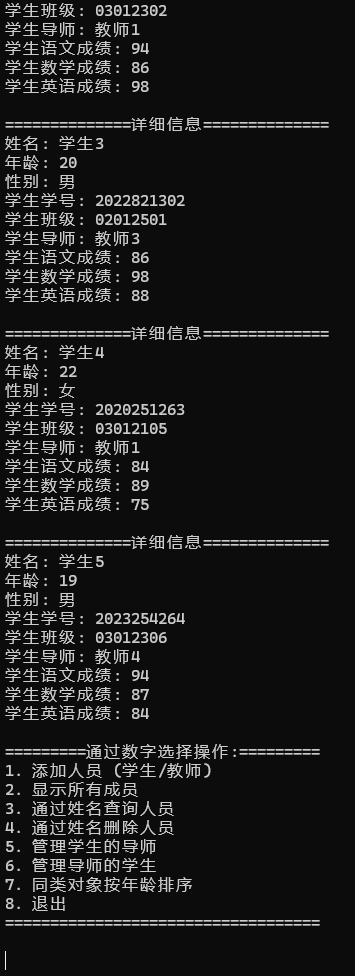 学生班级: 03012302
学生导师: 教师1
学生语文成绩: 94
学生数学成绩: 86
学生英语成绩: 98
==============详细信息==============
姓名: 学生3
年龄: 20
性别: 男
学生学号: 2022821302
学生班级: 02012501
学生导师: 教师3
学生语文成绩: 86
学生数学成绩: 98
学生英语成绩: 88
==============详细信息==============
姓名: 学生4
年龄: 22
性别: 女
学生学号: 2020251263
学生班级: 03012105
学生导师: 教师1
学生语文成绩: 84
学生数学成绩: 89
学生英语成绩: 75
==============详细信息==============
姓名: 学生5
年龄: 19
性别: 男
学生学号: 2023254264
学生班级: 03012306
学生导师: 教师4
学生语文成绩: 94
学生数学成绩: 87
学生英语成绩: 84
=========通过数字选择操作:=========
1. 添加人员 (学生/教师)
2. 显示所有成员
3. 通过姓名查询人员
4. 通过姓名删除人员
5. 管理学生的导师
6. 管理导师的学生
7. 同类对象按年龄排序
8. 退出
===================================